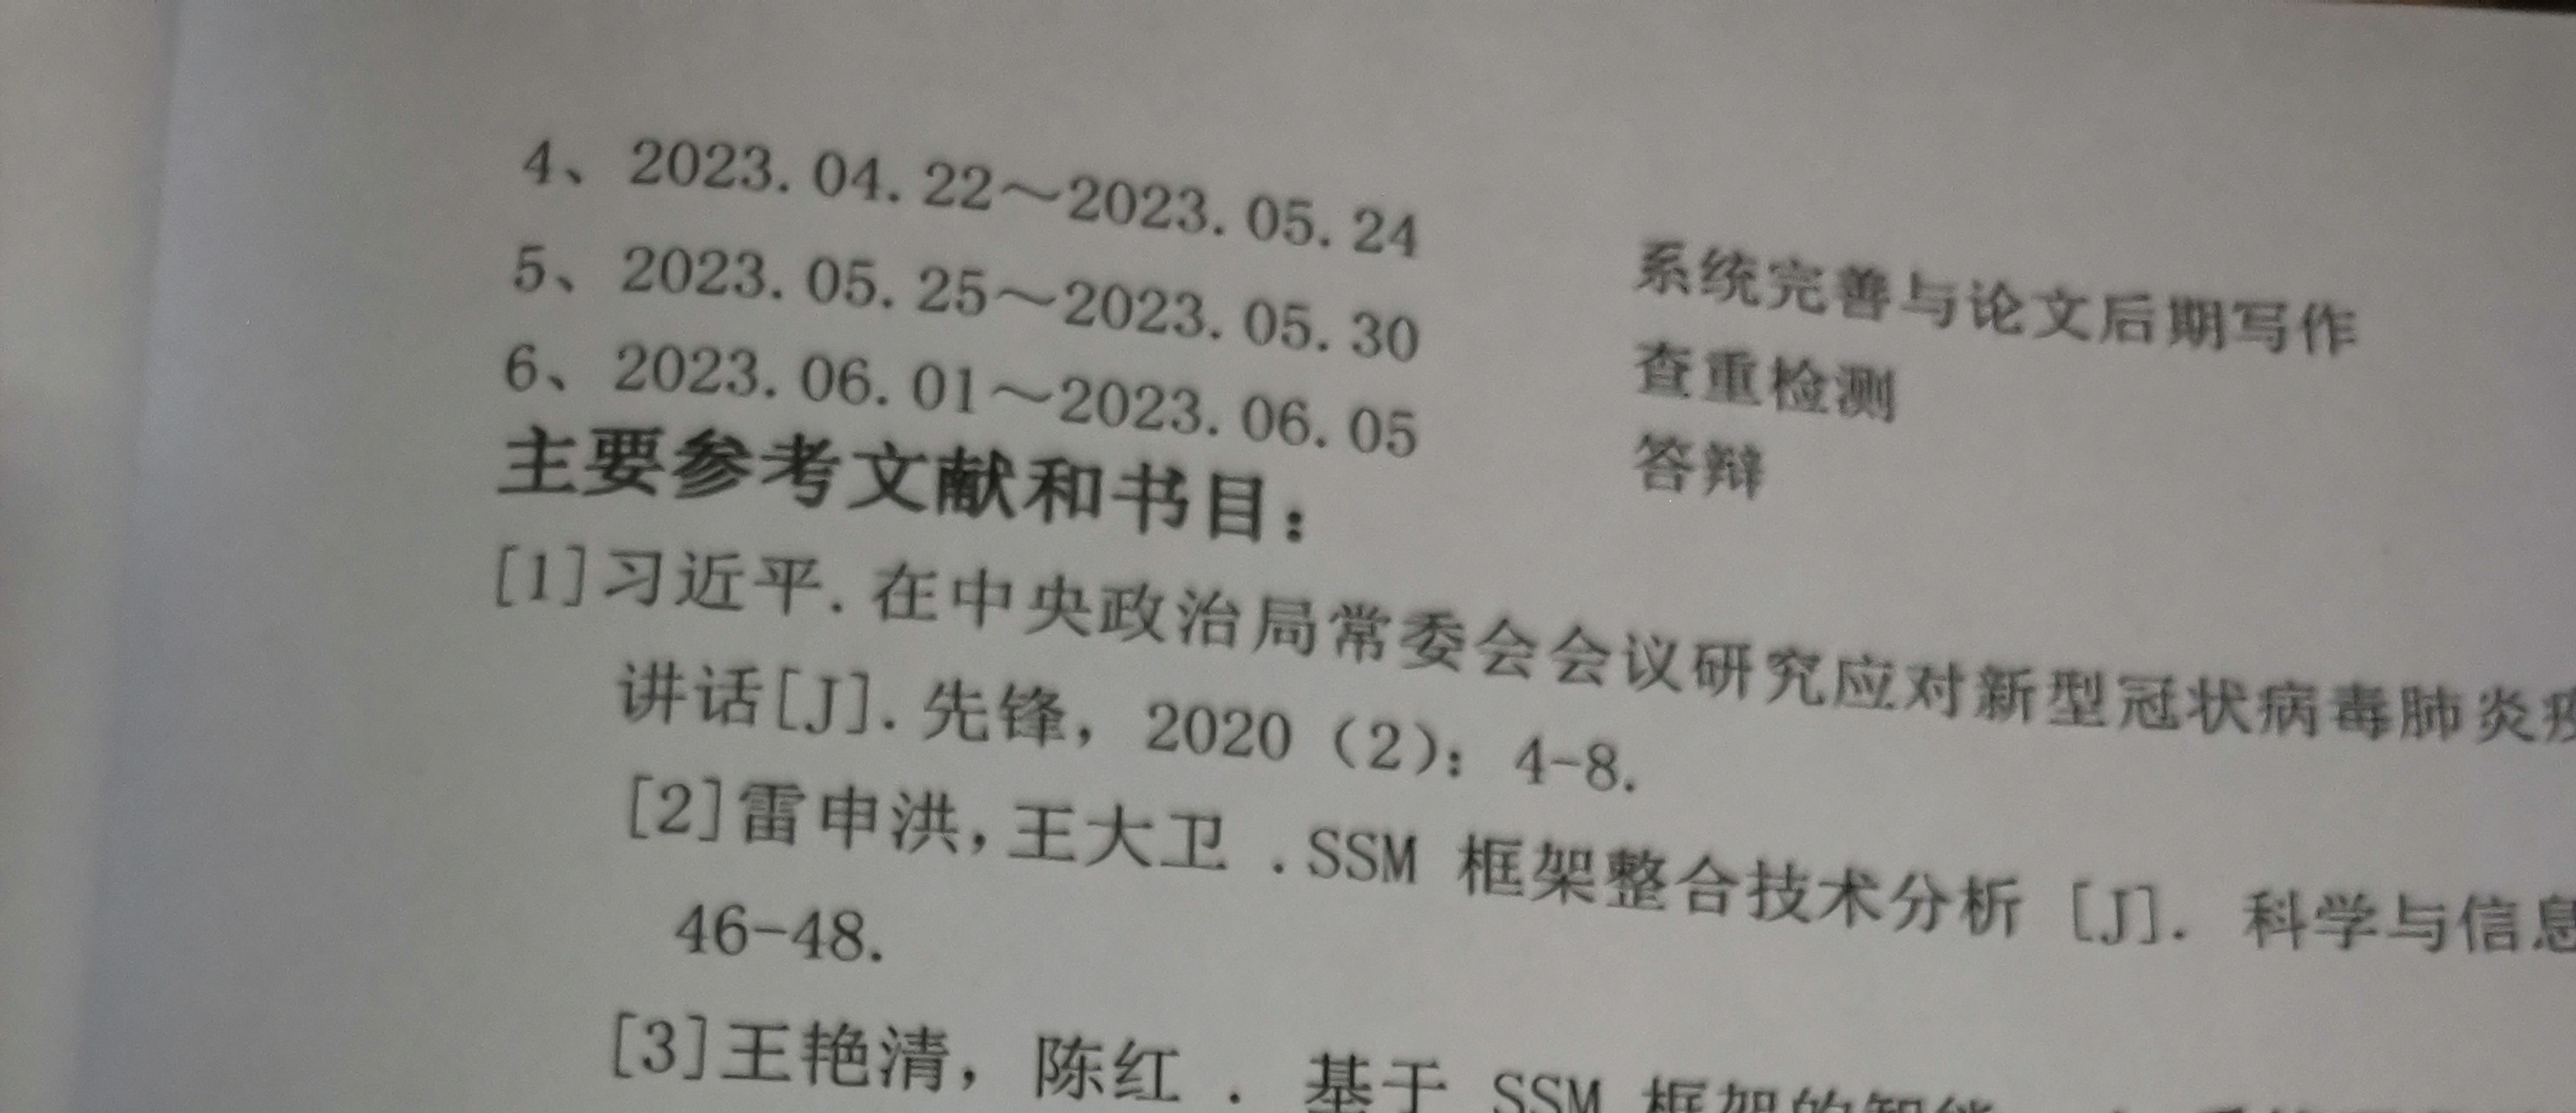 4、2023.04.22～2023.05.24 系统完善与论文后期写作
5、2023.05.25～2023.05.30 查重检测
6、2023.06.01～2023.06.05 答辩
主要参考文献和书目：
[1]习近平.在中央政治局常委会会议研究应对新型冠状病毒肺炎疫
讲话[J].先锋，2020（2）：4-8.
[2]雷申洪,王大卫 .SSM 框架整合技术分析 [J]. 科学与信息
46-48.
[3]王艳清，陈红 . 基于 SSM 框架的智能